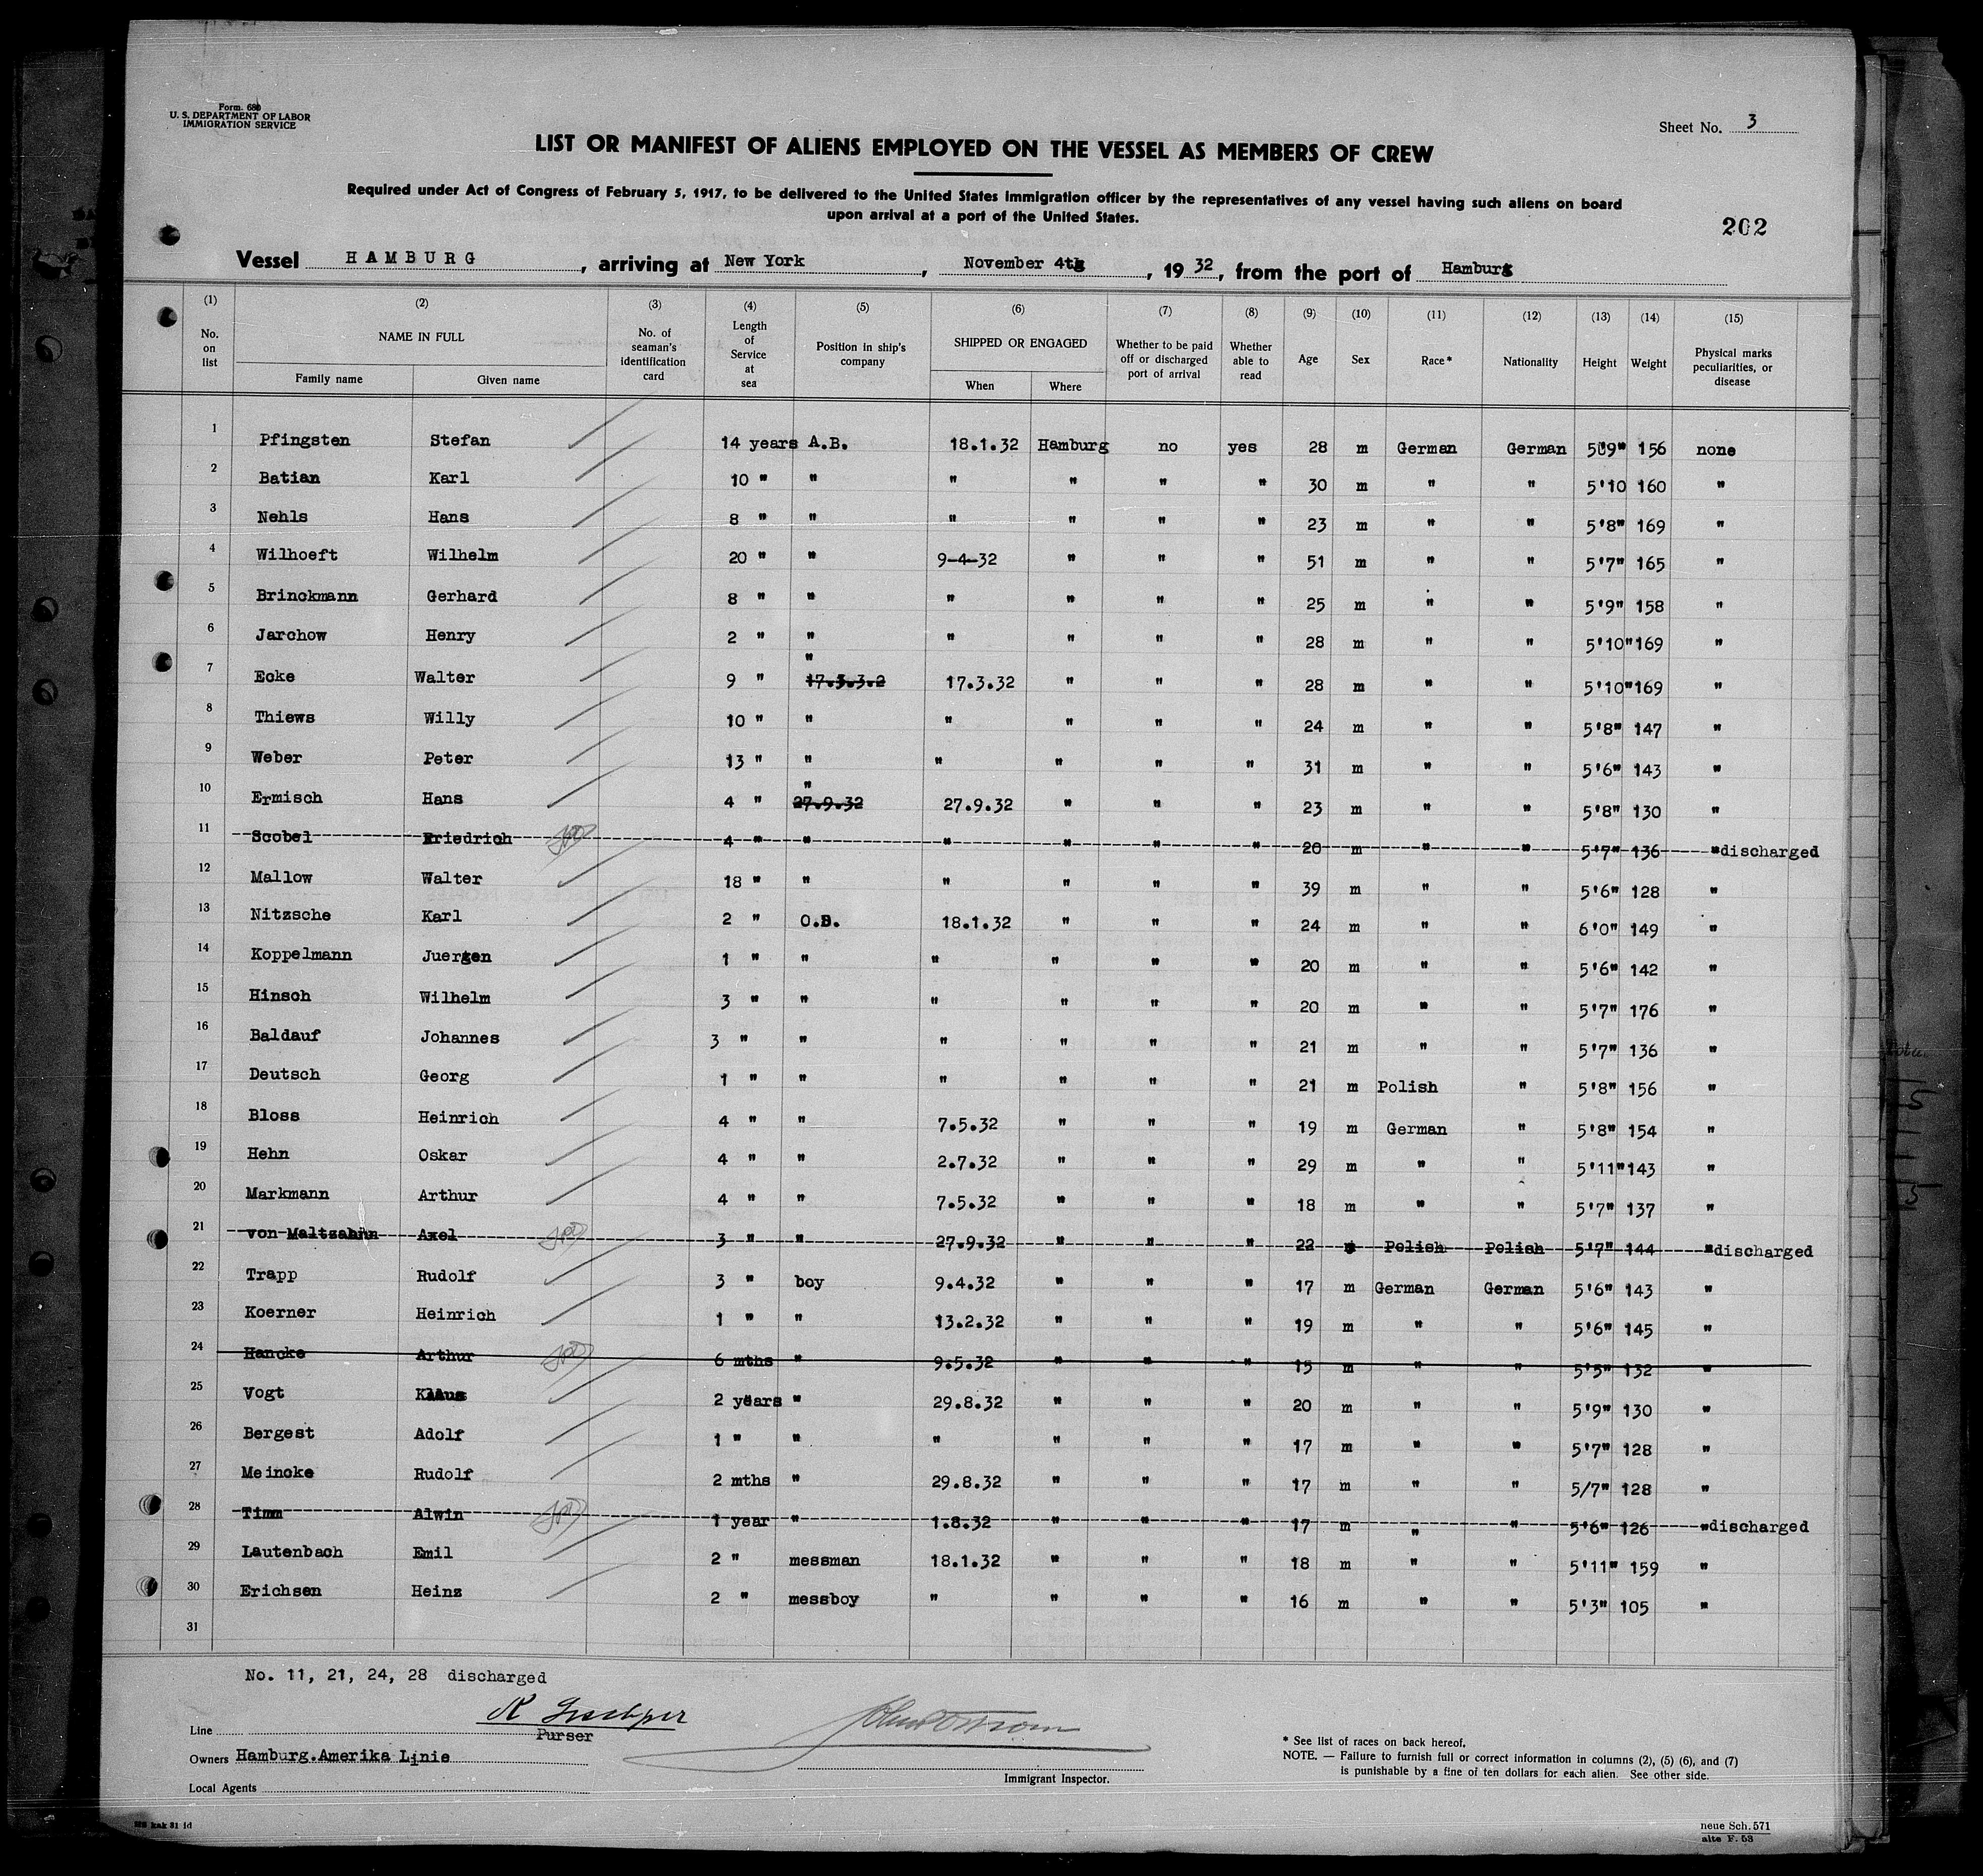 Form 680
U. S. DEPARTMENT OF LABOR
IMMIGRATION SERVICE
Sheet No. 3
LIST OR MANIFEST OF ALIENS EMPLOYED ON THE VESSEL AS MEMBERS OF CREW
Required under Act of Congress of February 5, 1917, to be delivered to the United States immigration officer by the representatives of any vessel having such aliens on board
upon arrival at a port of the United States.
202
Vessel HAMBURG, arriving at New York, November 4th, 1932, from the port of Hamburg
(1) (2) (3) (4) (5) (6) (7) (8) (9) (10) (11) (12) (13) (14) (15)
No. on list NAME IN FULL Family name Given name No. of seaman's identification card Length of Service at sea Position in ship's company SHIPPED OR ENGAGED When Where Whether to be paid off or discharged port of arrival Whether able to read Age Sex Race* Nationality Height Weight Physical marks peculiarities, or disease
1 Pfingsten Stefan 14 years A.B. 18.1.32 Hamburg no yes 28 m German German 5'9" 156 none
2 Batian Karl 10 " " " " " " 30 m " " 5'10 160 "
3 Nehls Hans 8 " " " " " " 23 m " " 5'8" 169 "
4 Wilhoeft Wilhelm 20 " " 9-4-32 " " " 51 m " " 5'7" 165 "
5 Brinckmann Gerhard 8 " " " " " " 25 m " " 5'9" 158 "
6 Jarchow Henry 2 " " " " " " 28 m " " 5'10" 169 "
7 Ecke Walter 9 " " 17.3.3.2 17.3.32 " " " 28 m " " 5'10" 169 "
8 Thiews Willy 10 " " " " " " 24 m " " 5'8" 147 "
9 Weber Peter 13 " " " " " " 31 m " " 5'6" 143 "
10 Ermisch Hans 4 " " 27.9.32 27.9.32 " " " 23 m " " 5'8" 130 "
11 Scobel Friedrich 4 " " " " " " 20 m " " 5'7" 136 " discharged
12 Mallow Walter 18 " " " " " " 39 m " " 5'6" 128 "
13 Nitzsche Karl 2 " O.B. 18.1.32 " " " 24 m " " 6'0" 149 "
14 Koppelmann Juergen 1 " " " " " " 20 m " " 5'6" 142 "
15 Hinsch Wilhelm 3 " " " " " " 20 m " " 5'7" 176 "
16 Baldauf Johannes 3 " " " " " " 21 m " " 5'7" 136 "
17 Deutsch Georg 1 " " " " " " 21 m Polish " 5'8" 156 "
18 Bloss Heinrich 4 " " 7.5.32 " " " 19 m German " 5'8" 154 "
19 Hehn Oskar 4 " " 2.7.32 " " " 29 m " " 5'11" 143 "
20 Markmann Arthur 4 " " 7.5.32 " " " 18 m " " 5'7" 137 "
21 von Maltzahn Axel 3 " " 27.9.32 " " " 22 m Polish Polish 5'7" 144 " discharged
22 Trapp Rudolf 3 " boy 9.4.32 " " " 17 m German German 5'6" 143 "
23 Koerner Heinrich 1 " " 13.2.32 " " " 19 m " " 5'6" 145 "
24 Hancke Arthur 6 mths " 9.5.32 " " " 15 m " " 5'5" 132 "
25 Vogt Klaus 2 years " 29.8.32 " " " 20 m " " 5'9" 130 "
26 Bergest Adolf 1 " " " " " " 17 m " " 5'7" 128 "
27 Meincke Rudolf 2 mths " 29.8.32 " " " 17 m " " 5/7" 128 "
28 Timm Alwin 1 year " 1.8.32 " " " 17 m " " 5'6" 126 " discharged
29 Lautenbach Emil 2 " messman 18.1.32 " " " 18 m " " 5'11" 159 "
30 Erichsen Heinz 2 " messboy " " " " 16 m " " 5'3" 105 "
31
No. 11, 21, 24, 28 discharged
Line
Purser
Owners Hamburg.Amerika Linie
Local Agents
Immigrant Inspector.
* See list of races on back hereof.
NOTE. — Failure to furnish full or correct information in columns (2), (5) (6), and (7)
is punishable by a fine of ten dollars for each alien. See other side.
neue Sch. 571
alte F. 53